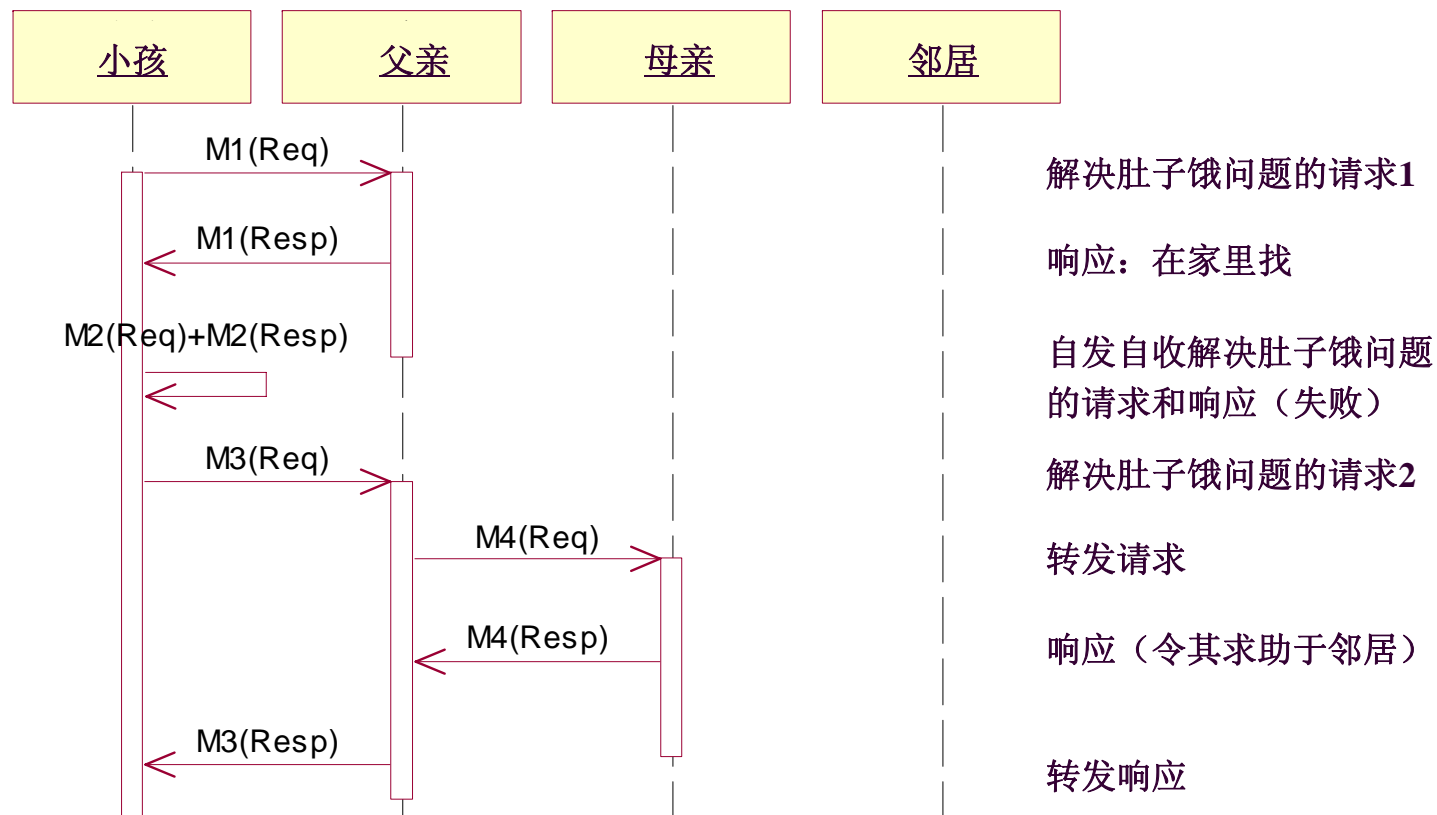 小孩
父亲
母亲
邻居
M1(Req)
解决肚子饿问题的请求1
M1(Resp)
响应：在家里找
M2(Req)+M2(Resp)
自发自收解决肚子饿问题
的请求和响应（失败）
M3(Req)
解决肚子饿问题的请求2
M4(Req)
转发请求
M4(Resp)
响应（令其求助于邻居）
M3(Resp)
转发响应